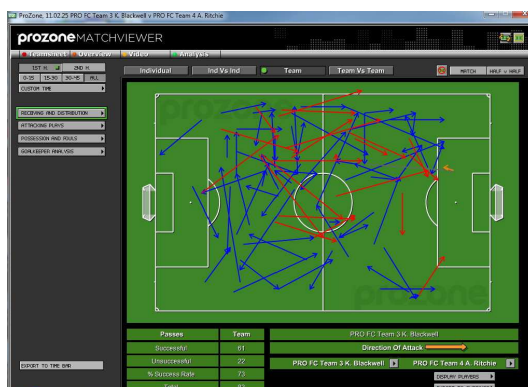 ProZone, 11.02.25 PRO FC Team 3 K. Blackwell v PRO FC Team 4 A. Ritchie
prozoneMATCHVIEWER
Teamsheet Overview Video Analysis
1ST H. 2ND H.
0-15 15-30 30-45 ALL
CUSTOM TIME
Individual Ind Vs Ind Team Team Vs Team
MATCH HALF v HALF
RECEIVING AND DISTRIBUTION
ATTACKING PLAYS
POSSESSION AND FOULS
GOALKEEPER ANALYSIS
prozone
prozone
Passes Team
Successful 61
Unsuccessful 22
% Success Rate 73
Total
PRO FC Team 3 K. Blackwell
Direction Of Attack
PRO FC Team 3 K. Blackwell PRO FC Team 4 A. Ritchie
DISPLAY PLAYERS
EXPORT TO TIME BAR